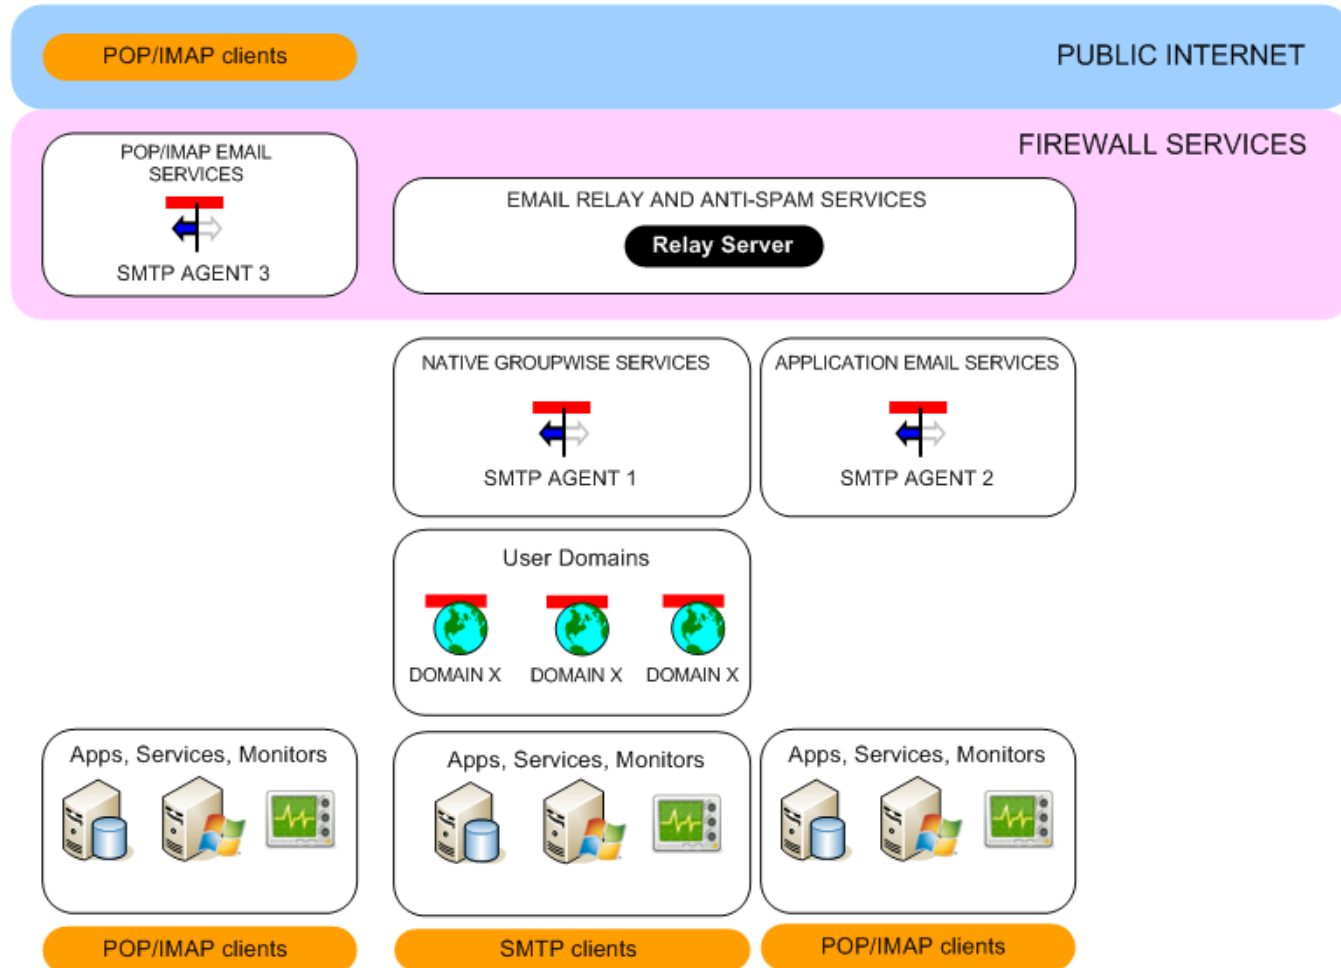 POP/IMAP clients
PUBLIC INTERNET
FIREWALL SERVICES
POP/IMAP EMAIL
SERVICES
SMTP AGENT 3
EMAIL RELAY AND ANTI-SPAM SERVICES
Relay Server
NATIVE GROUPWISE SERVICES
SMTP AGENT 1
APPLICATION EMAIL SERVICES
SMTP AGENT 2
User Domains
DOMAIN X
DOMAIN X
DOMAIN X
Apps, Services, Monitors
Apps, Services, Monitors
Apps, Services, Monitors
POP/IMAP clients
SMTP clients
POP/IMAP clients